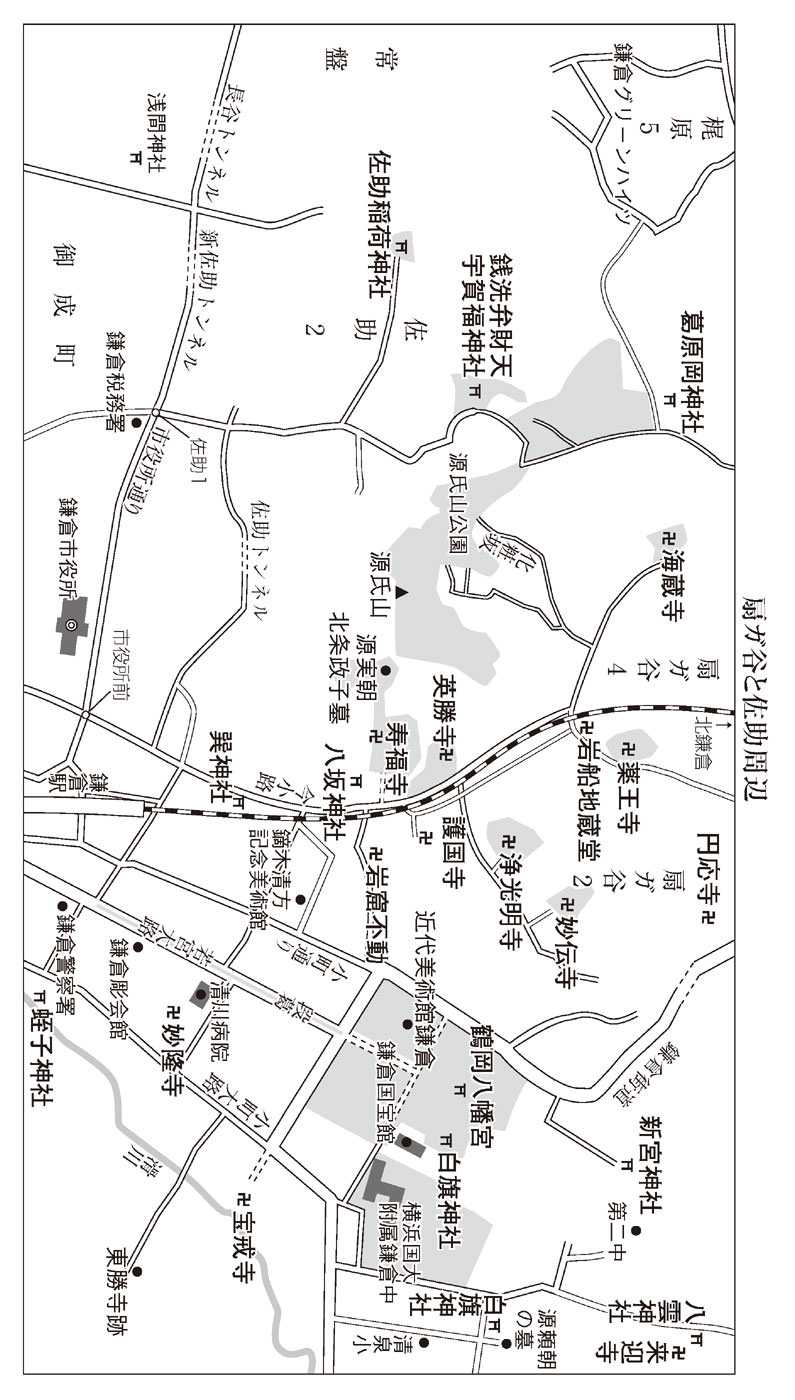 扇ガ谷と佐助周辺
梶原
5
鎌倉グリーンハイツ
常盤
長谷トンネル
浅間神社
佐助稲荷神社
銭洗弁財天
宇賀福神社
葛原岡神社
新佐助トンネル
佐助
2
御成町
鎌倉税務署
佐助1
市役所通り
佐助トンネル
鎌倉市役所
市役所前
源氏山公園
化粧坂
源氏山
海蔵寺
扇ガ谷
4
北鎌倉
源実朝
北条政子墓
英勝寺
寿福寺
八坂神社
巽神社
今小路
鎌倉駅
岩船地蔵堂
薬王寺
円応寺
扇ガ谷
2
護国寺
浄光明寺
妙伝寺
岩窟不動
鏑木清方
記念美術館
小町通り
若宮大路
段葛
鎌倉警察署
鎌倉彫会館
清川病院
妙隆寺
小町大路
蛭子神社
近代美術館鎌倉
鶴岡八幡宮
鎌倉国宝館
白旗神社
鎌倉街道
新宮神社
第二中
横浜国大
附属鎌倉中
滑川
宝戒寺
東勝寺跡
白旗神社
源頼朝
の墓
清泉小
八雲神社
来迎寺